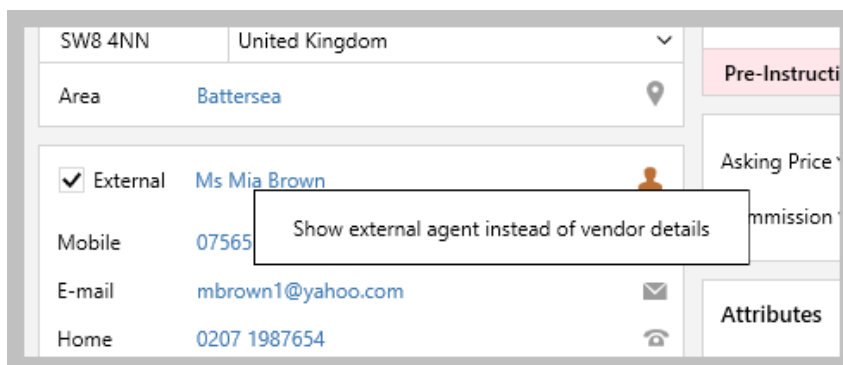 SW8 4NN United Kingdom
Area Battersea
External Ms Mia Brown
Show external agent instead of vendor details
Mobile 07565
E-mail mbrown1@yahoo.com
Home 0207 1987654
Pre-Instructi
Asking Price
mmission
Attributes